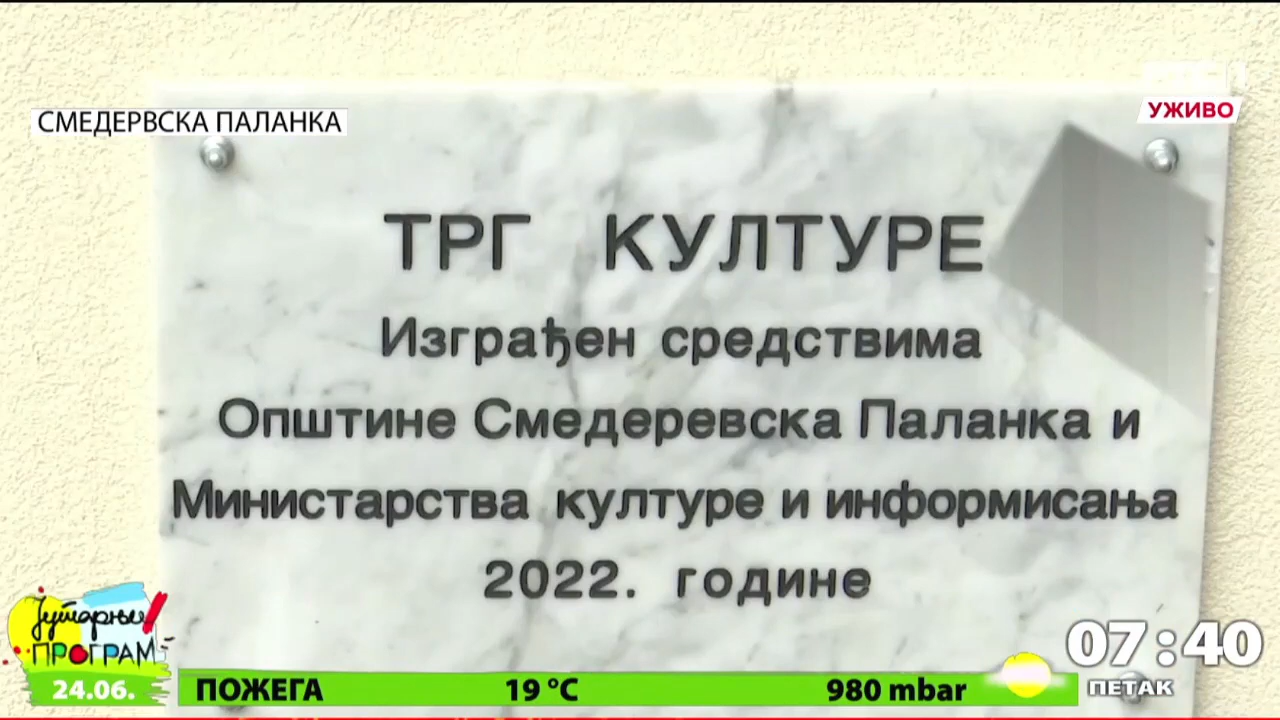 СМЕДЕРВСКА ПАЛАНКА
УЖИВО
ТРГ КУЛТУРЕ
Изграђен средствима
Општине Смедеревска Паланка и
Министарства културе и информисања
2022. године
Јутарњи
ПРОГРАМ
24.06.
ПОЖЕГА 19 °C 980 mbar
07:40
ПЕТАК